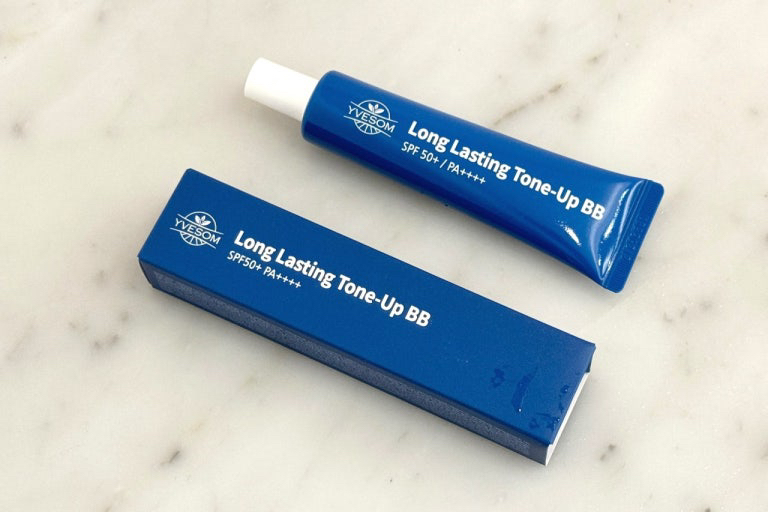 YVESOM
Long Lasting Tone-Up BB
SPF 50+ / PA++++
YVESOM
Long Lasting Tone-Up BB
SPF50+ PA++++